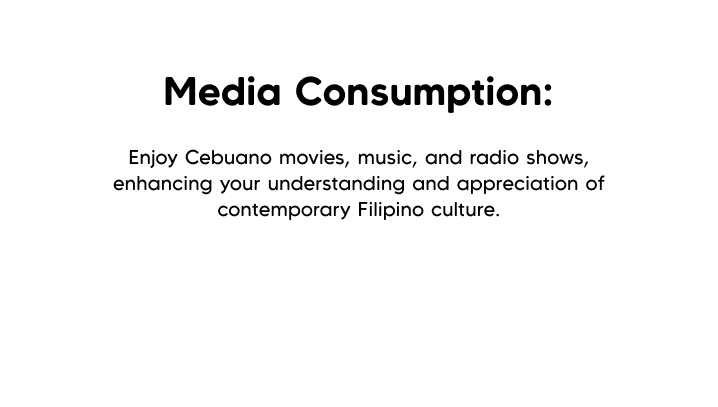 Media Consumption:
Enjoy Cebuano movies, music, and radio shows,
enhancing your understanding and appreciation of
contemporary Filipino culture.